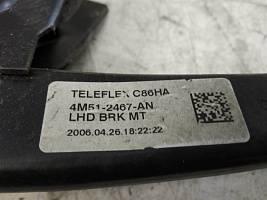 TELEFLEX C86HA
4M51-2467-AN
LHD BRK MT
2006.04.26.18:22:22